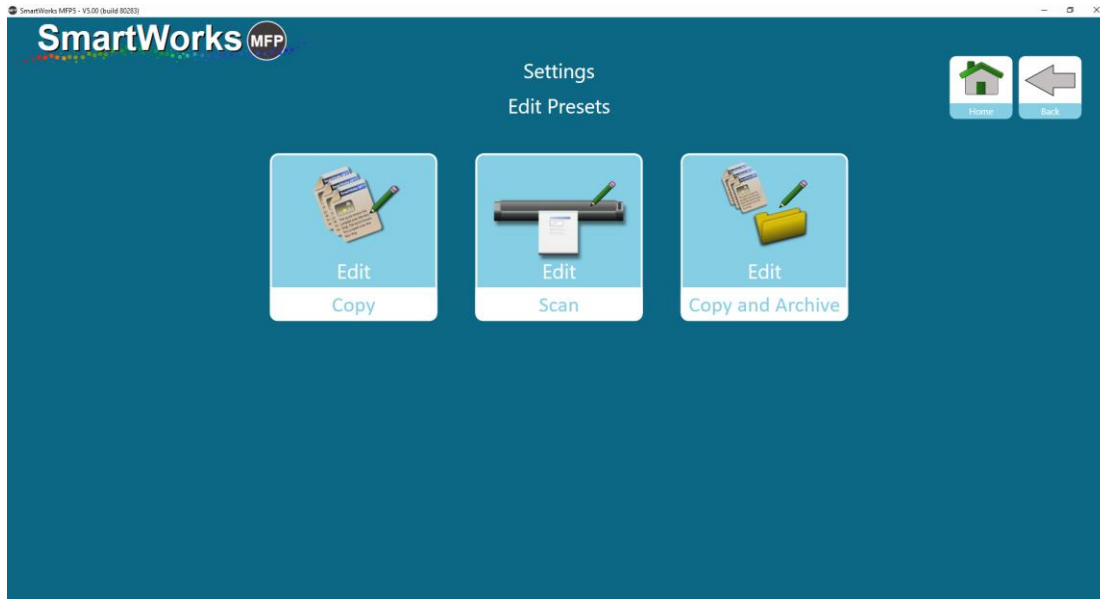 SmartWorks MFP5 - V5.00 (build 80283)
SmartWorks MFP
Settings
Edit Presets
Home
Back
Edit
Copy
Edit
Scan
Edit
Copy and Archive